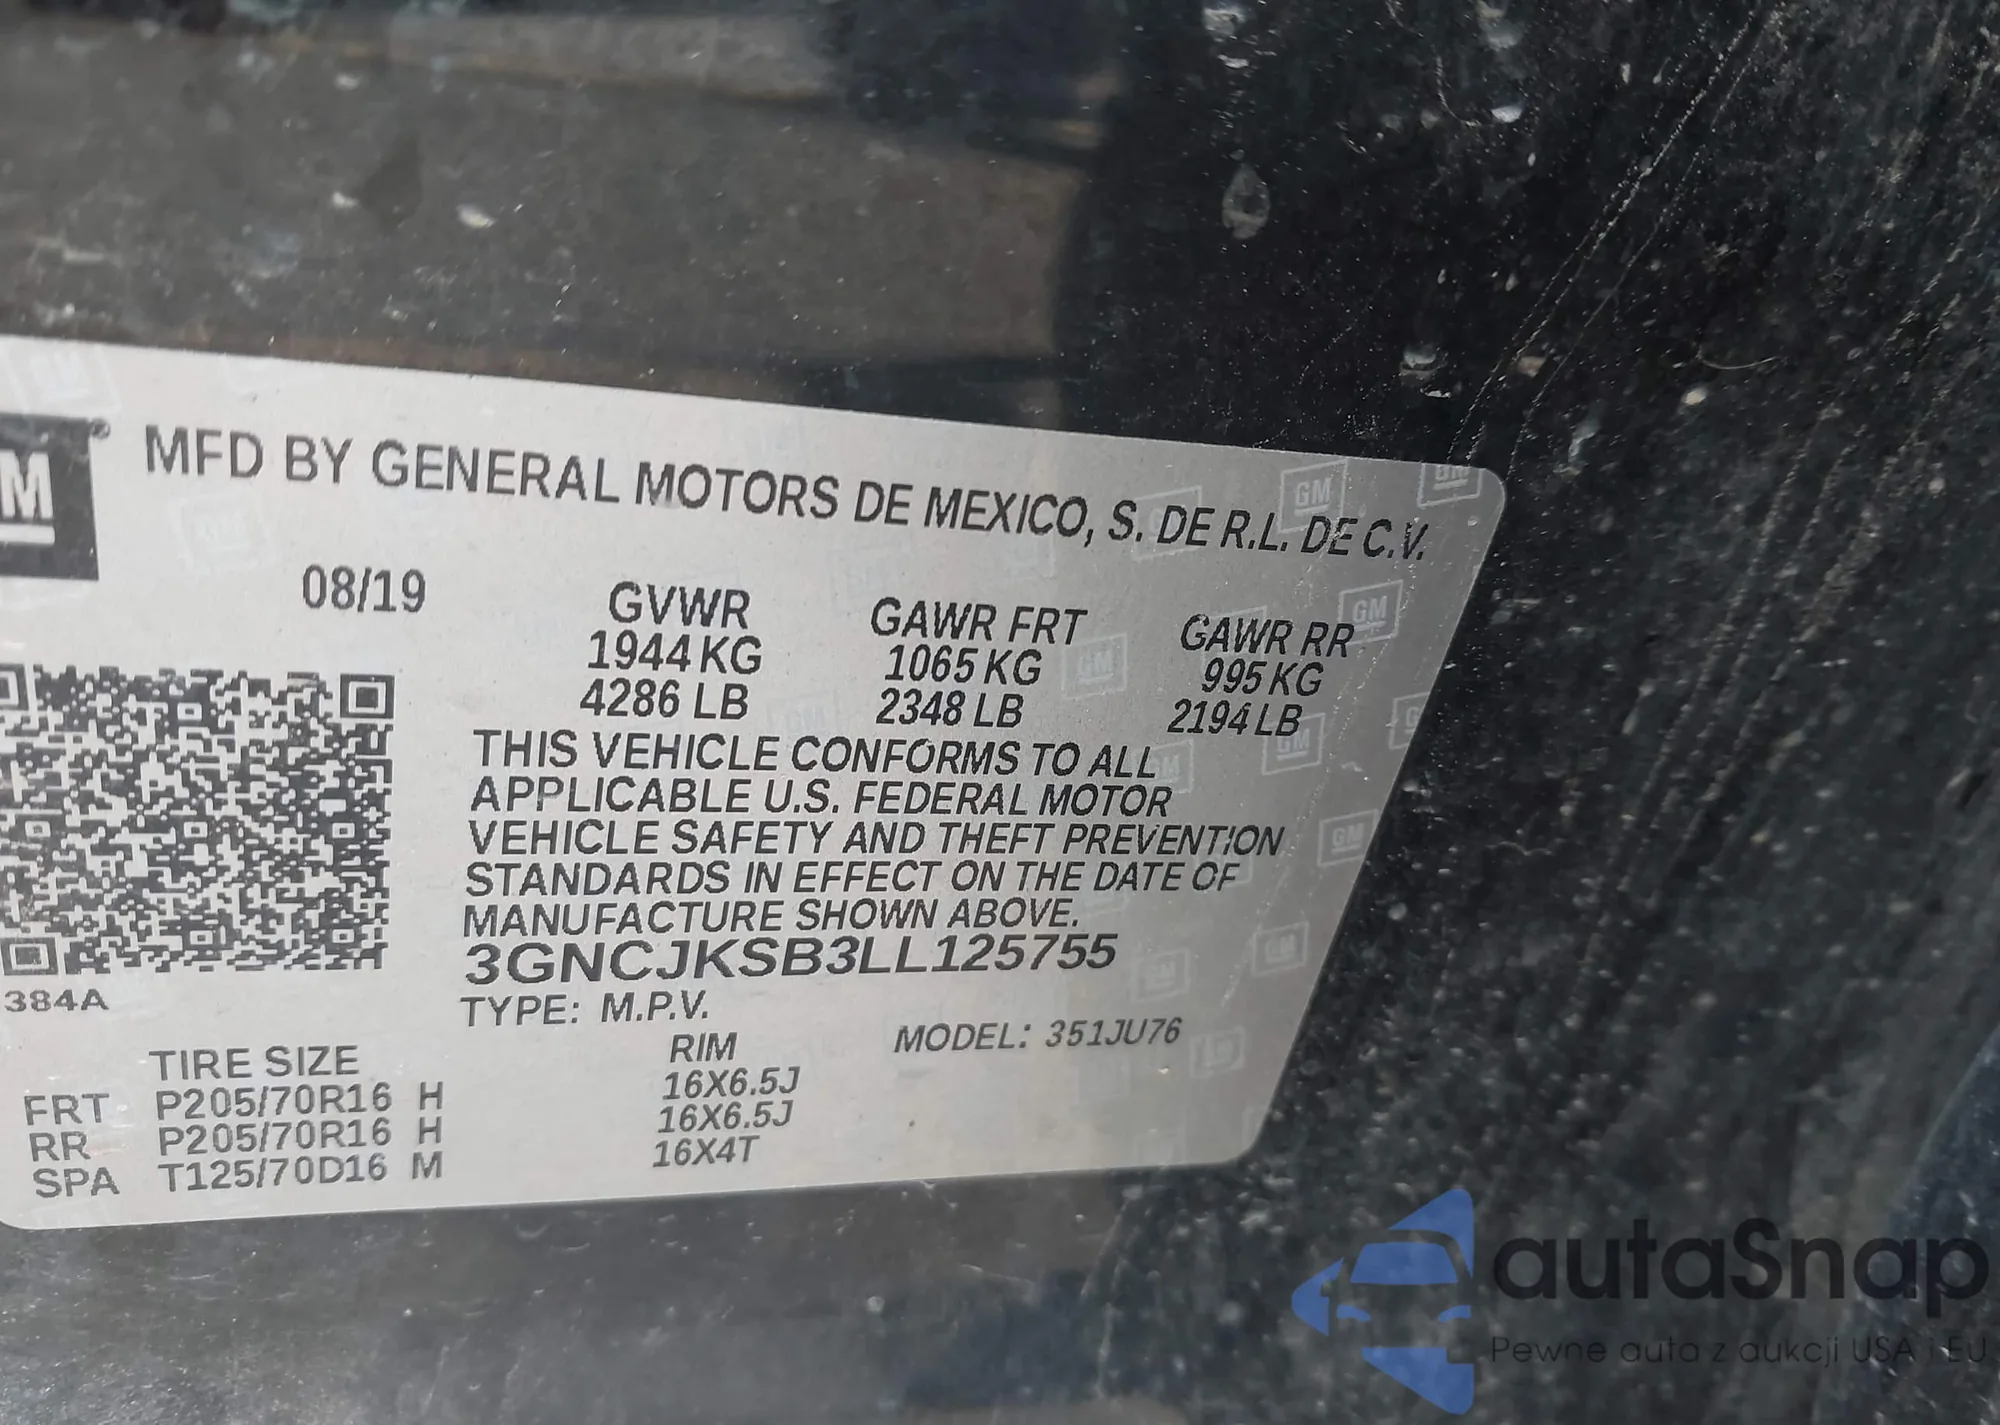 GM®
MFD BY GENERAL MOTORS DE MEXICO, S. DE R.L. DE C.V.
08/19
GVWR GAWR FRT GAWR RR
1944 KG 1065 KG 995 KG
4286 LB 2348 LB 2194 LB
THIS VEHICLE CONFORMS TO ALL
APPLICABLE U.S. FEDERAL MOTOR
VEHICLE SAFETY AND THEFT PREVENTION
STANDARDS IN EFFECT ON THE DATE OF
MANUFACTURE SHOWN ABOVE.
3GNCJKSB3LL125755
384A
TYPE: M.P.V. MODEL: 351JU76
TIRE SIZE RIM
FRT P205/70R16 H 16X6.5J
RR P205/70R16 H 16X6.5J
SPA T125/70D16 M 16X4T
autaSnap
Pewne auta z aukcji USA i EU